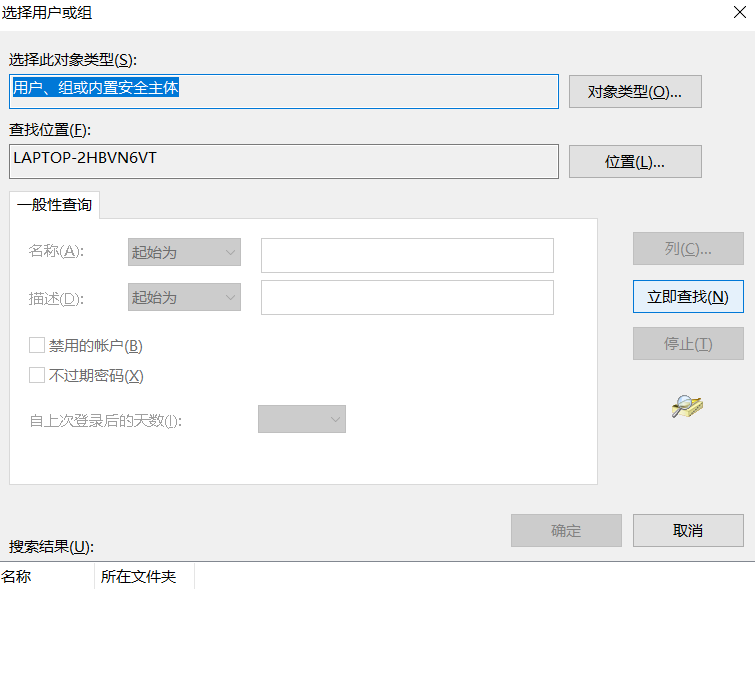 选择用户或组
选择此对象类型(S):
用户、组或内置安全主体
对象类型(O)...
查找位置(F):
LAPTOP-2HBVN6VT
位置(L)...
一般性查询
名称(A):
起始为
列(C)...
描述(D):
起始为
立即查找(N)
禁用的帐户(B)
停止(T)
不过期密码(X)
自上次登录后的天数(I):
确定
取消
搜索结果(U):
名称
所在文件夹